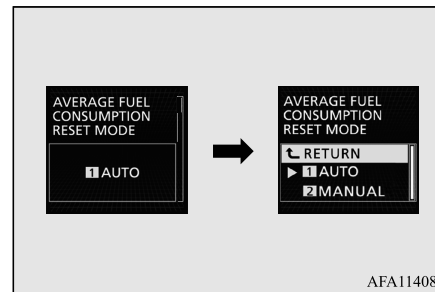 AVERAGE FUEL
CONSUMPTION
RESET MODE
1 AUTO
AVERAGE FUEL
CONSUMPTION
RESET MODE
RETURN
1 AUTO
2 MANUAL
AFA11408